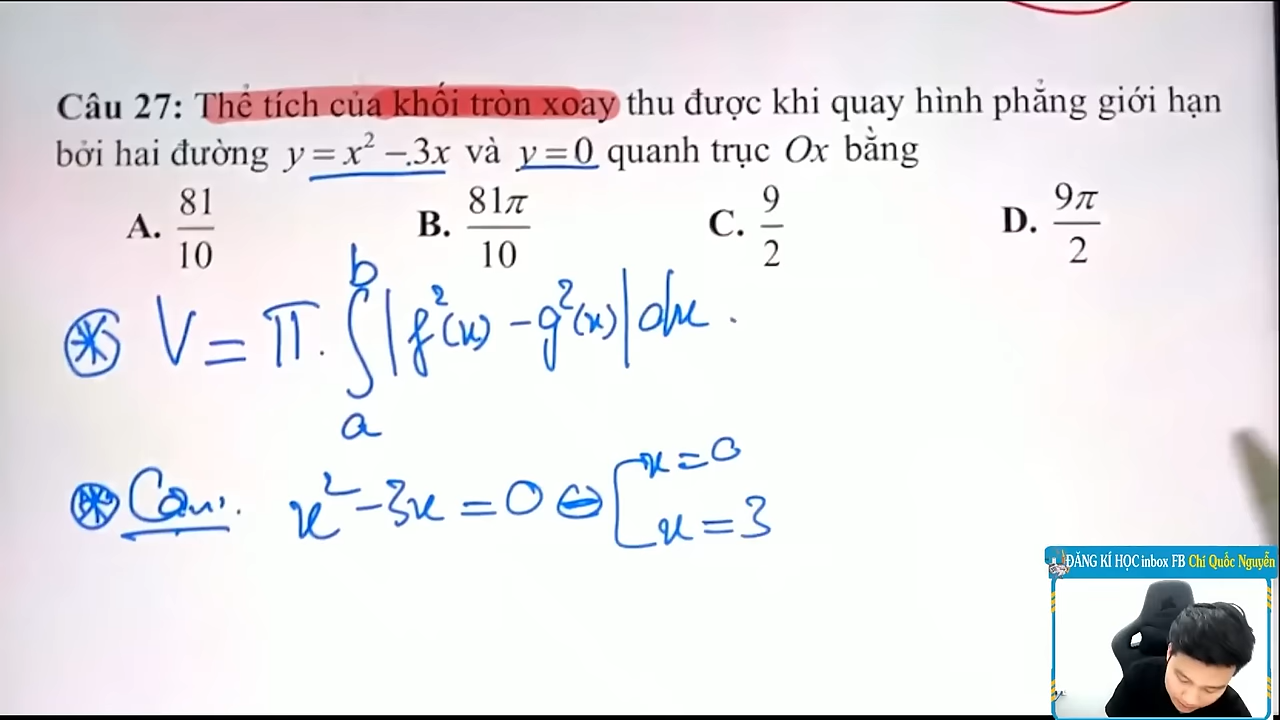 Câu 27: Thể tích của khối tròn xoay thu được khi quay hình phẳng giới hạn
bởi hai đường y = x² − 3x và y = 0 quanh trục Ox bằng
A. 81/10 B. 81π/10 C. 9/2 D. 9π/2
V = π. ∫_a^b |f²(x) − g²(x)| dx.
Cận: x² − 3x = 0 ⇔ [x = 0
x = 3
ĐĂNG KÍ HỌC inbox FB Chí Quốc Nguyễn